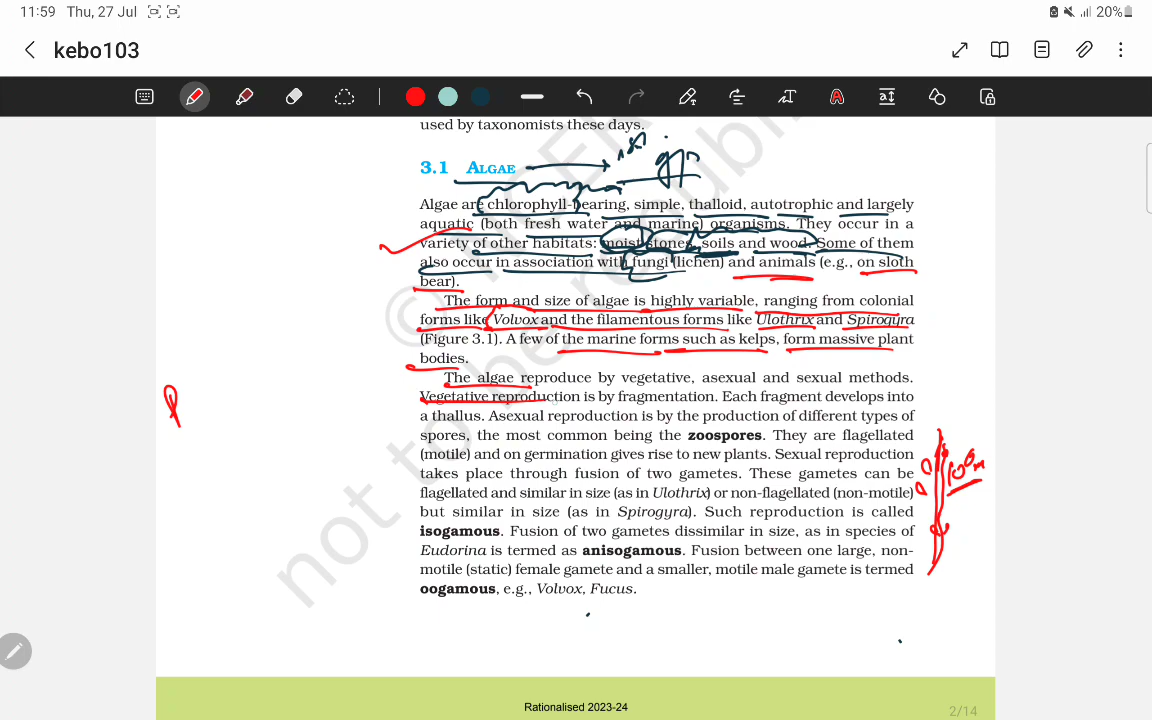 11:59 Thu, 27 Jul
20%
kebo103
used by taxonomists these days.
3.1 ALGAE
Algae are chlorophyll-bearing, simple, thalloid, autotrophic and largely
aquatic (both fresh water and marine) organisms. They occur in a
variety of other habitats: moist stones, soils and wood. Some of them
also occur in association with fungi (lichen) and animals (e.g., on sloth
bear).
The form and size of algae is highly variable, ranging from colonial
forms like Volvox and the filamentous forms like Ulothrix and Spirogyra
(Figure 3.1). A few of the marine forms such as kelps, form massive plant
bodies.
The algae reproduce by vegetative, asexual and sexual methods.
Vegetative reproduction is by fragmentation. Each fragment develops into
a thallus. Asexual reproduction is by the production of different types of
spores, the most common being the zoospores. They are flagellated
(motile) and on germination gives rise to new plants. Sexual reproduction
takes place through fusion of two gametes. These gametes can be
flagellated and similar in size (as in Ulothrix) or non-flagellated (non-motile)
but similar in size (as in Spirogyra). Such reproduction is called
isogamous. Fusion of two gametes dissimilar in size, as in species of
Eudorina is termed as anisogamous. Fusion between one large, non-
motile (static) female gamete and a smaller, motile male gamete is termed
oogamous, e.g., Volvox, Fucus.
not to be republis
Rationalised 2023-24
2/14